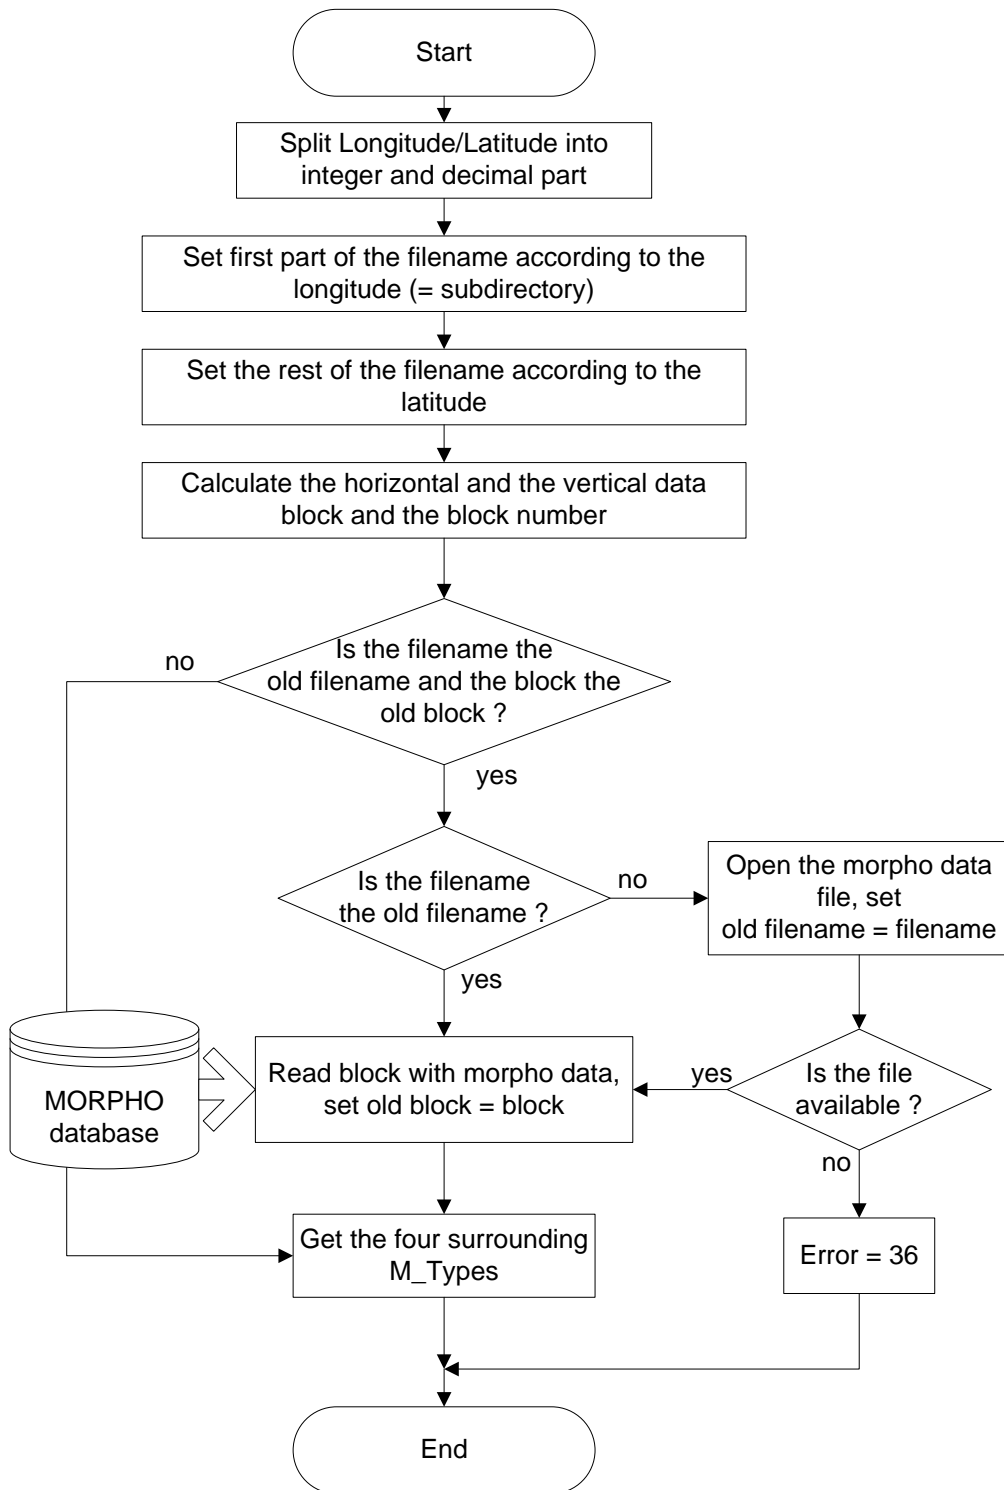 Start
Split Longitude/Latitude into
integer and decimal part
Set first part of the filename according to the
longitude (= subdirectory)
Set the rest of the filename according to the
latitude
Calculate the horizontal and the vertical data
block and the block number
no
Is the filename the
old filename and the block the
old block ?
yes
Is the filename
the old filename ?
no
Open the morpho data
file, set
old filename = filename
yes
MORPHO
database
Read block with morpho data,
set old block = block
yes
Is the file
available ?
no
Get the four surrounding
M_Types
Error = 36
End